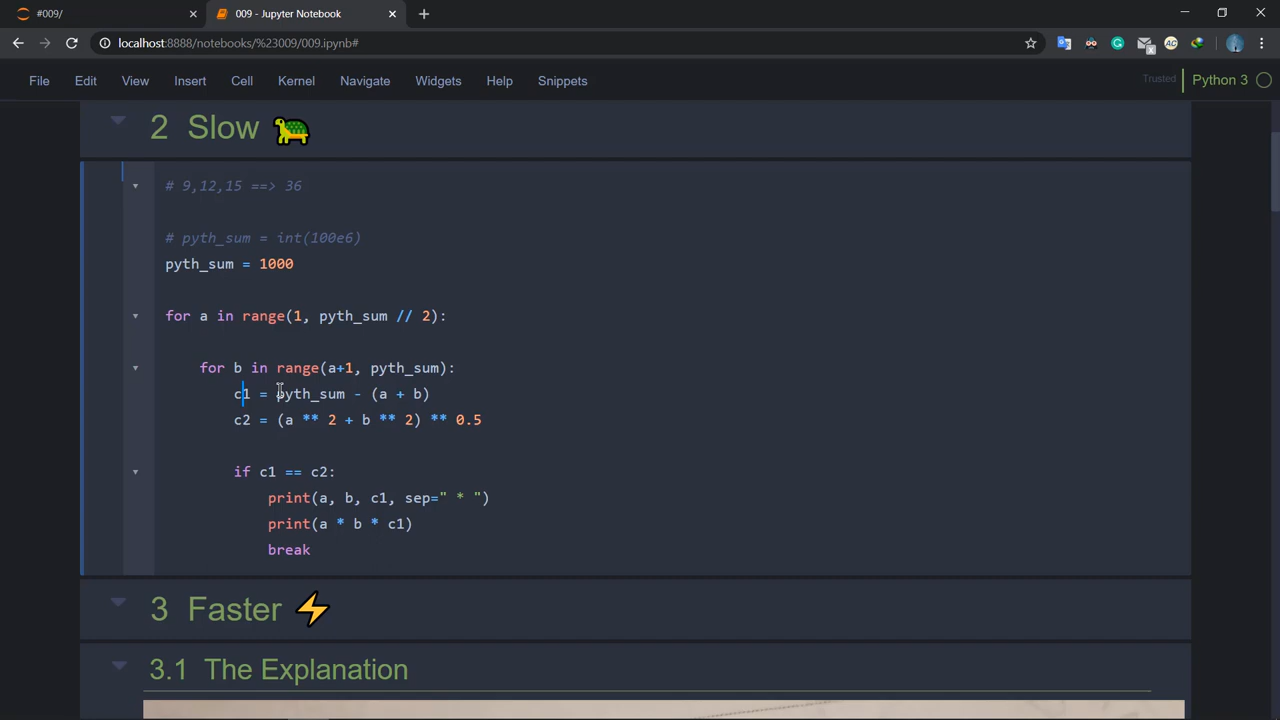 #009/
009 - Jupyter Notebook
localhost:8888/notebooks/%23009/009.ipynb#
File Edit View Insert Cell Kernel Navigate Widgets Help Snippets
Trusted
Python 3
2 Slow
# 9,12,15 ==> 36
# pyth_sum = int(100e6)
pyth_sum = 1000
for a in range(1, pyth_sum // 2):
for b in range(a+1, pyth_sum):
c1 = pyth_sum - (a + b)
c2 = (a ** 2 + b ** 2) ** 0.5
if c1 == c2:
print(a, b, c1, sep=" * ")
print(a * b * c1)
break
3 Faster
3.1 The Explanation